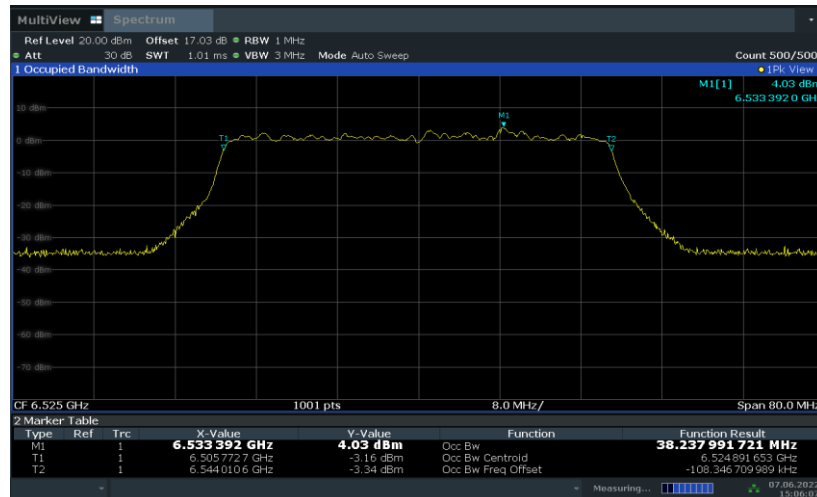 MultiView Spectrum
Ref Level 20.00 dBm Offset 17.03 dB RBW 1 MHz
Att 30 dB SWT 1.01 ms VBW 3 MHz Mode Auto Sweep Count 500/500
1 Occupied Bandwidth 1Pk View
M1[1] 4.03 dBm
6.533 392 0 GH
10 dBm
M1
T1 T2
0 dBm
-10 dBm
-20 dBm
-30 dBm
-40 dBm
-50 dBm
-60 dBm
-70 dBm
CF 6.525 GHz 1001 pts 8.0 MHz/ Span 80.0 MHz
2 Marker Table
Type Ref Trc X-Value Y-Value Function Function Result
M1 1 6.533 392 GHz 4.03 dBm Occ Bw 38.237 991 721 MHz
T1 1 6.505 772 7 GHz -3.16 dBm Occ Bw Centroid 6.524 891 653 GHz
T2 1 6.544 010 6 GHz -3.34 dBm Occ Bw Freq Offset -108.346 709 989 kHz
Measuring... 07.06.2022
15:06:07